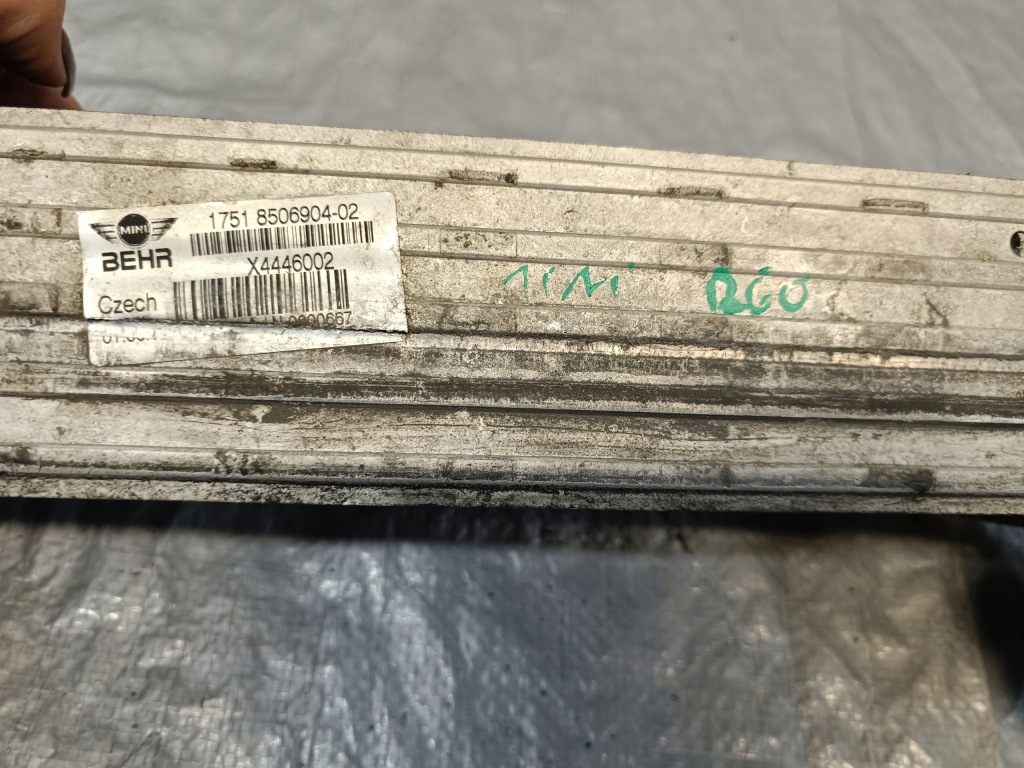 MINI
1751 8506904-02
BEHR
X4446002
Czech
MINI R60